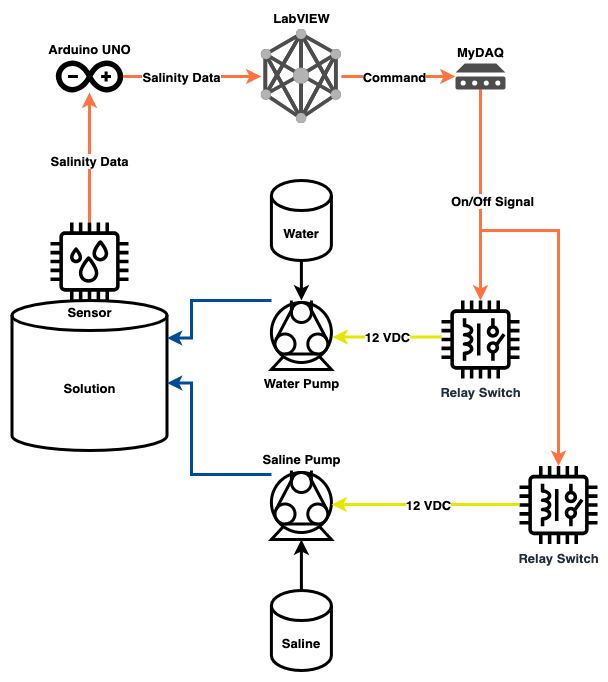 LabVIEW
Arduino UNO
MyDAQ
Salinity Data
Command
Salinity Data
On/Off Signal
Water
Sensor
12 VDC
Water Pump
Solution
Relay Switch
Saline Pump
12 VDC
Relay Switch
Saline